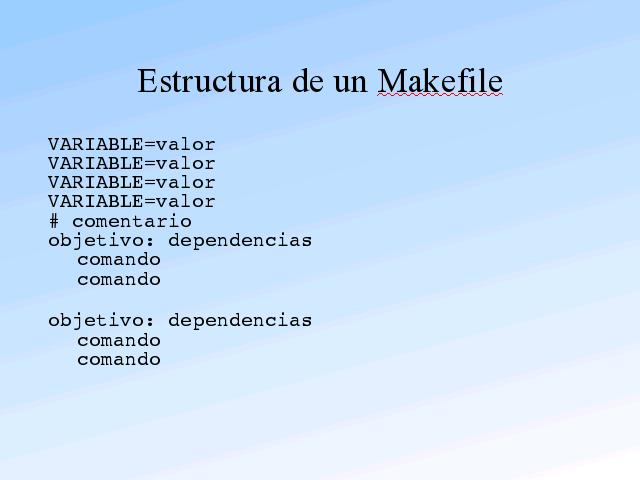 Estructura de un Makefile
VARIABLE=valor
VARIABLE=valor
VARIABLE=valor
VARIABLE=valor
# comentario
objetivo: dependencias
comando
comando
objetivo: dependencias
comando
comando